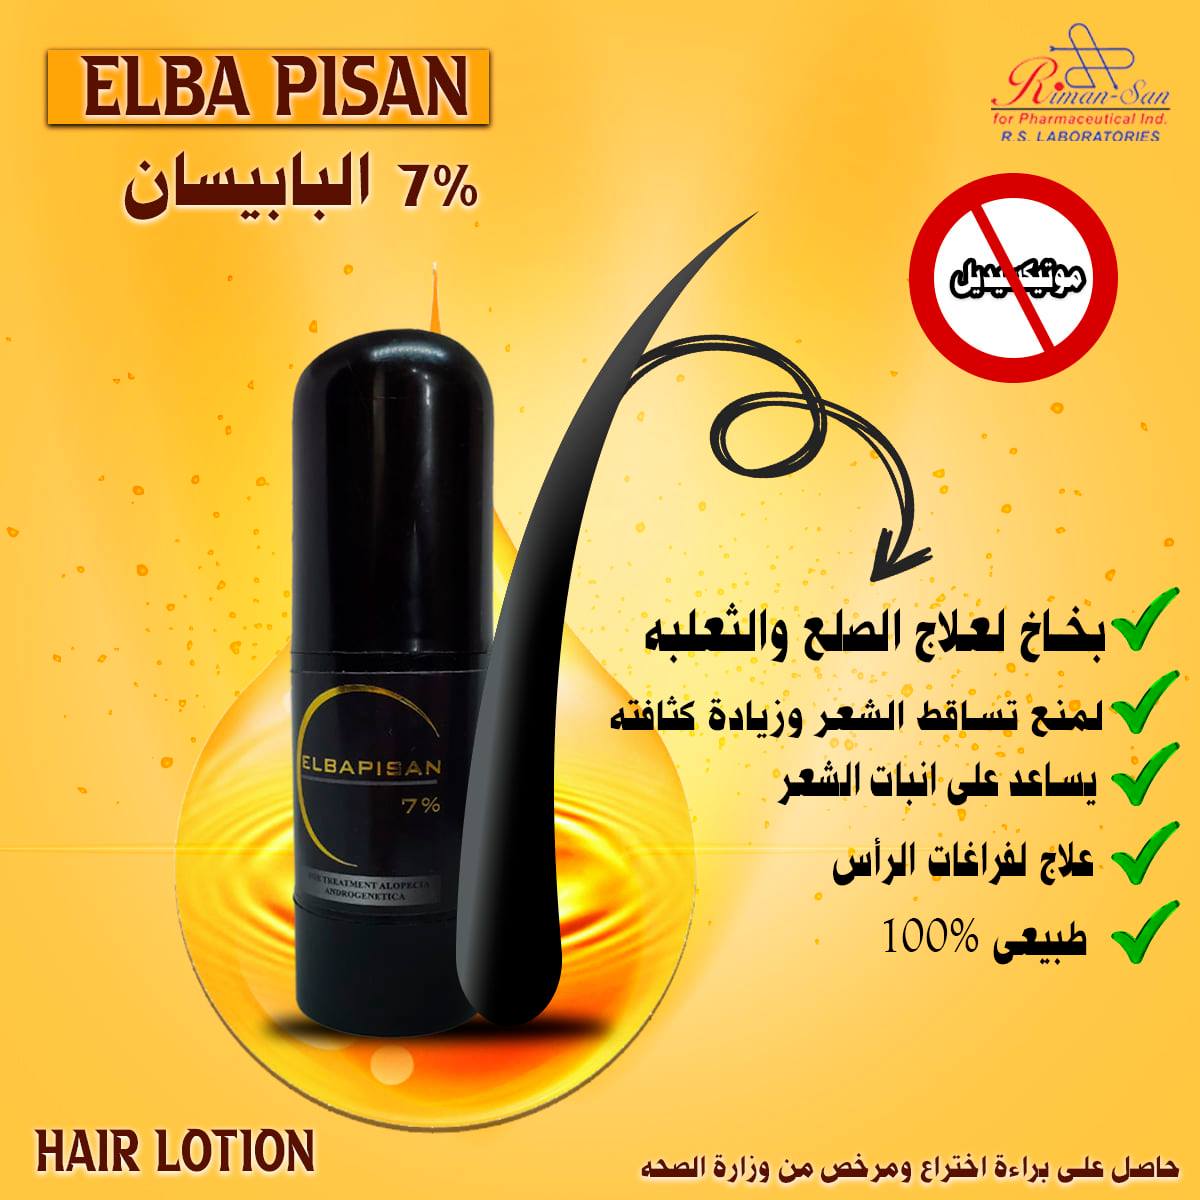 ELBA PISAN
البابيسان 7%
Riman-San
for Pharmaceutical Ind.
R.S. LABORATORIES
مونيكسيديل
بخاخ لعلاج الصلع والثعلبه
لمنع تساقط الشعر وزيادة كثافته
يساعد على انبات الشعر
علاج لفراغات الرأس
طبيعى 100%
ELBAPISAN
7%
FOR TREATMENT ALOPECIA
ANDROGENETICA
HAIR LOTION
حاصل على براءة اختراع ومرخص من وزارة الصحه